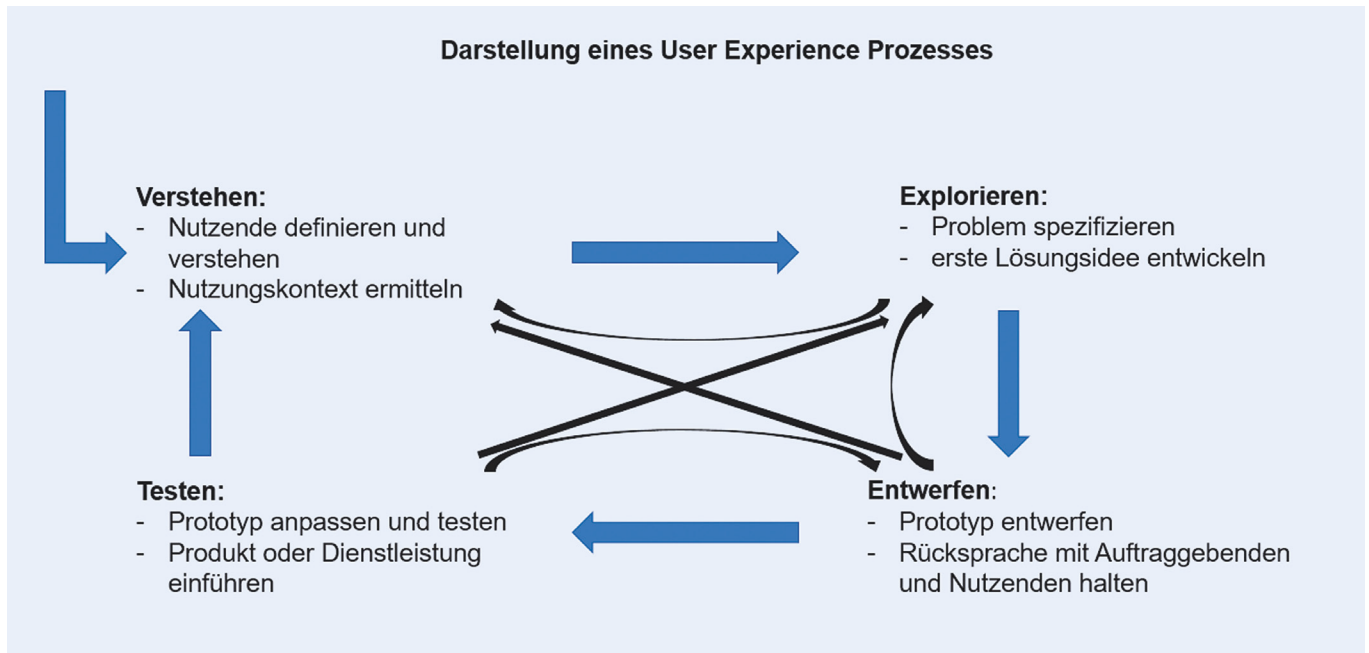 Darstellung eines User Experience Prozesses
Verstehen:
- Nutzende definieren und
verstehen
- Nutzungskontext ermitteln
Explorieren:
- Problem spezifizieren
- erste Lösungsidee entwickeln
Testen:
- Prototyp anpassen und testen
- Produkt oder Dienstleistung
einführen
Entwerfen:
- Prototyp entwerfen
- Rücksprache mit Auftraggebenden
und Nutzenden halten